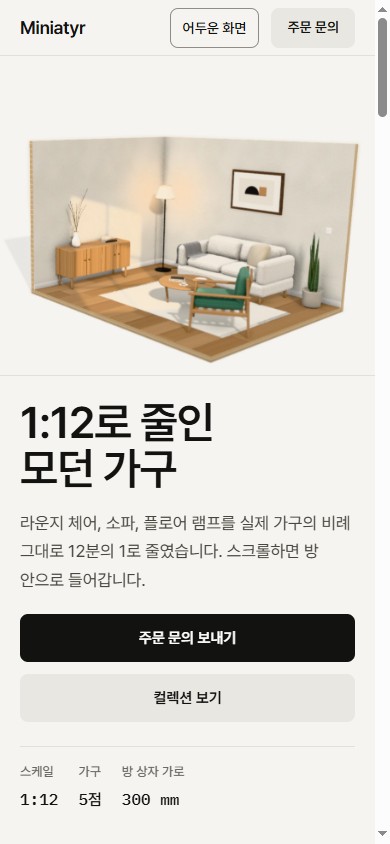 Miniatyr
어두운 화면
주문 문의
1:12로 줄인
모던 가구
라운지 체어, 소파, 플로어 램프를 실제 가구의 비례
그대로 12분의 1로 줄였습니다. 스크롤하면 방
안으로 들어갑니다.
주문 문의 보내기
컬렉션 보기
스케일 가구 방 상자 가로
1:12 5점 300 mm